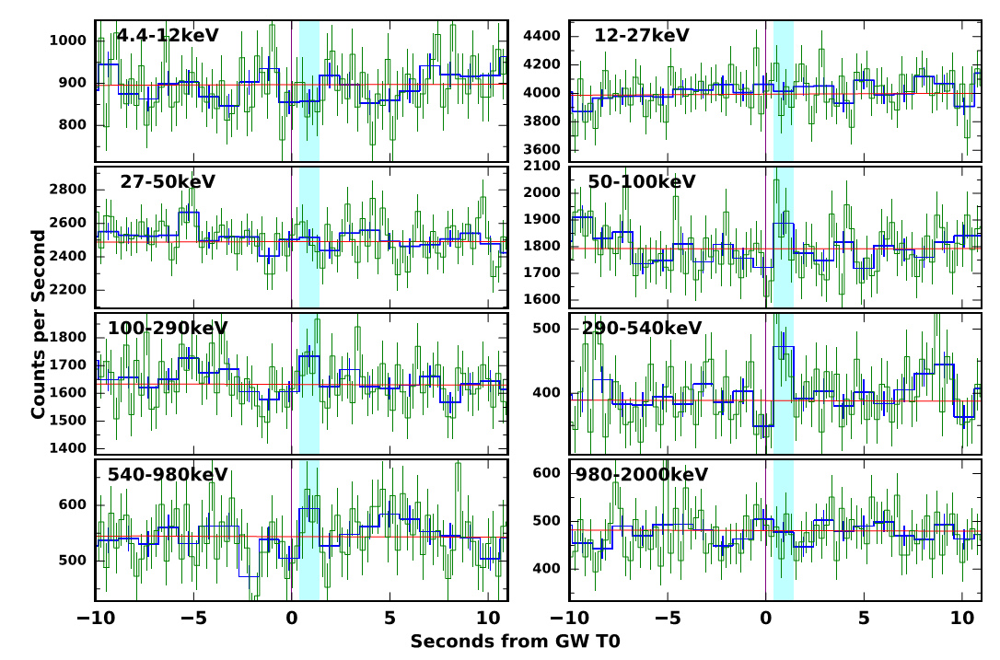 4.4-12keV
1000
900
800
12-27keV
4400
4200
4000
3800
3600
27-50keV
2800
2600
2400
2200
50-100keV
2100
2000
1900
1800
1700
1600
Counts per Second
100-290keV
1800
1700
1600
1500
1400
290-540keV
500
400
540-980keV
600
500
980-2000keV
600
500
400
−10 −5 0 5 10
−10 −5 0 5 10
Seconds from GW T0